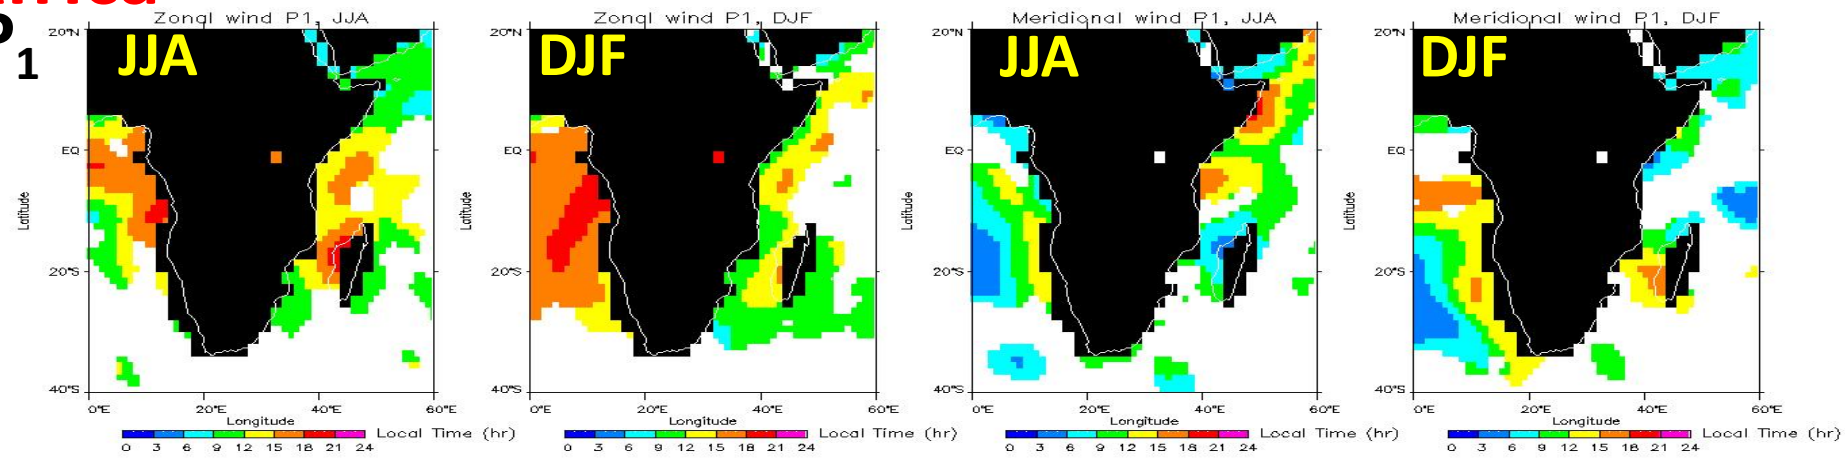 P1
Zonal wind P1, JJA
JJA
20°N
EQ
20°S
40°S
Latitude
0°E 20°E 40°E 60°E
Longitude
0 3 6 9 12 15 18 21 24 Local Time (hr)
Zonal wind P1, DJF
DJF
20°N
EQ
20°S
40°S
Latitude
0°E 20°E 40°E 60°E
Longitude
0 3 6 9 12 15 18 21 24 Local Time (hr)
Meridional wind P1, JJA
JJA
20°N
EQ
20°S
40°S
Latitude
0°E 20°E 40°E 60°E
Longitude
0 3 6 9 12 15 18 21 24 Local Time (hr)
Meridional wind P1, DJF
DJF
20°N
EQ
20°S
40°S
Latitude
0°E 20°E 40°E 60°E
Longitude
0 3 6 9 12 15 18 21 24 Local Time (hr)